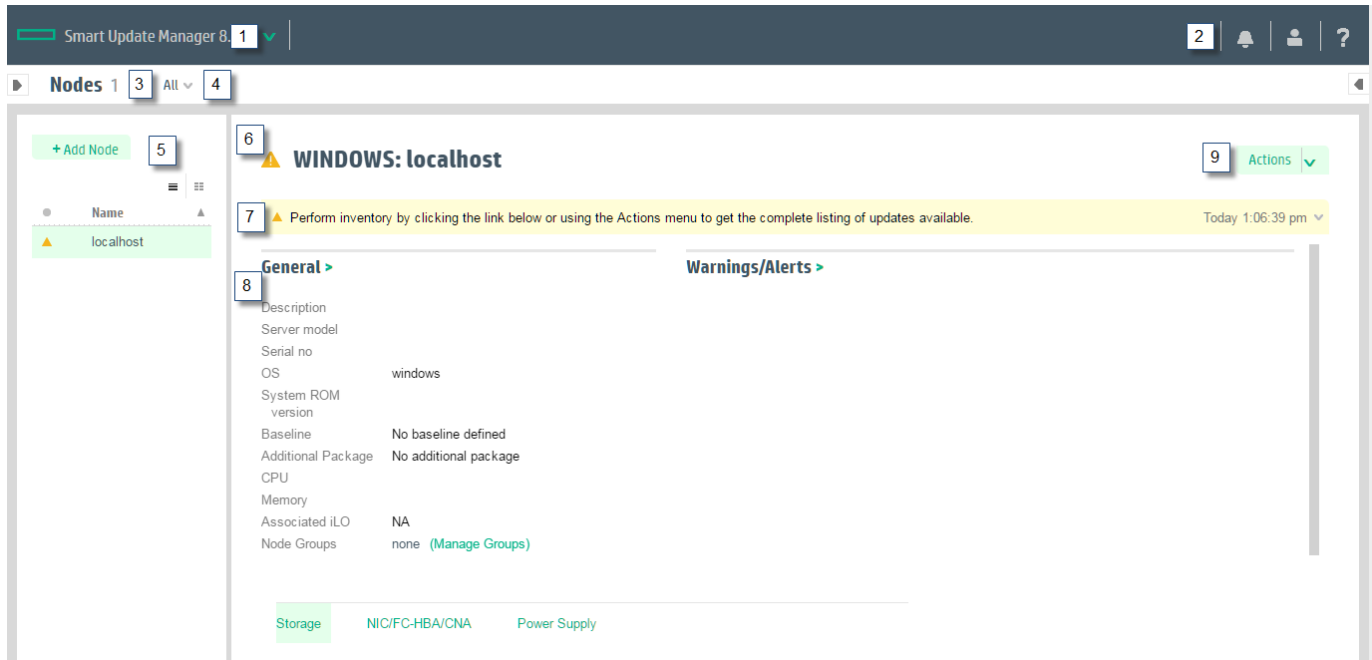 Smart Update Manager 8. 1
2
?
Nodes 1 3 All 4
+ Add Node 5
Name
localhost
6
WINDOWS: localhost
9 Actions
7 Perform inventory by clicking the link below or using the Actions menu to get the complete listing of updates available. Today 1:06:39 pm
General >
Warnings/Alerts >
8
Description
Server model
Serial no
OS windows
System ROM
version
Baseline No baseline defined
Additional Package No additional package
CPU
Memory
Associated iLO NA
Node Groups none (Manage Groups)
Storage NIC/FC-HBA/CNA Power Supply